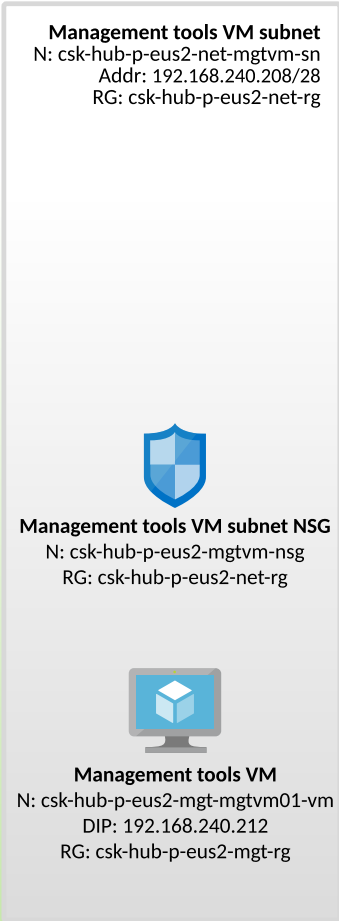 Management tools VM subnet
N: csk-hub-p-eus2-net-mgtvm-sn
Addr: 192.168.240.208/28
RG: csk-hub-p-eus2-net-rg
Management tools VM subnet NSG
N: csk-hub-p-eus2-mgtvm-nsg
RG: csk-hub-p-eus2-net-rg
Management tools VM
N: csk-hub-p-eus2-mgt-mgtvm01-vm
DIP: 192.168.240.212
RG: csk-hub-p-eus2-mgt-rg